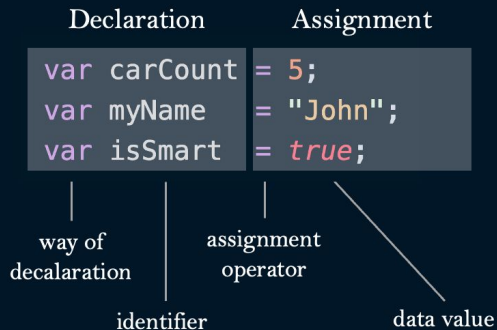 Declaration Assignment
var carCount = 5;
var myName = "John";
var isSmart = true;
way of
decalaration
identifier
assignment
operator
data value